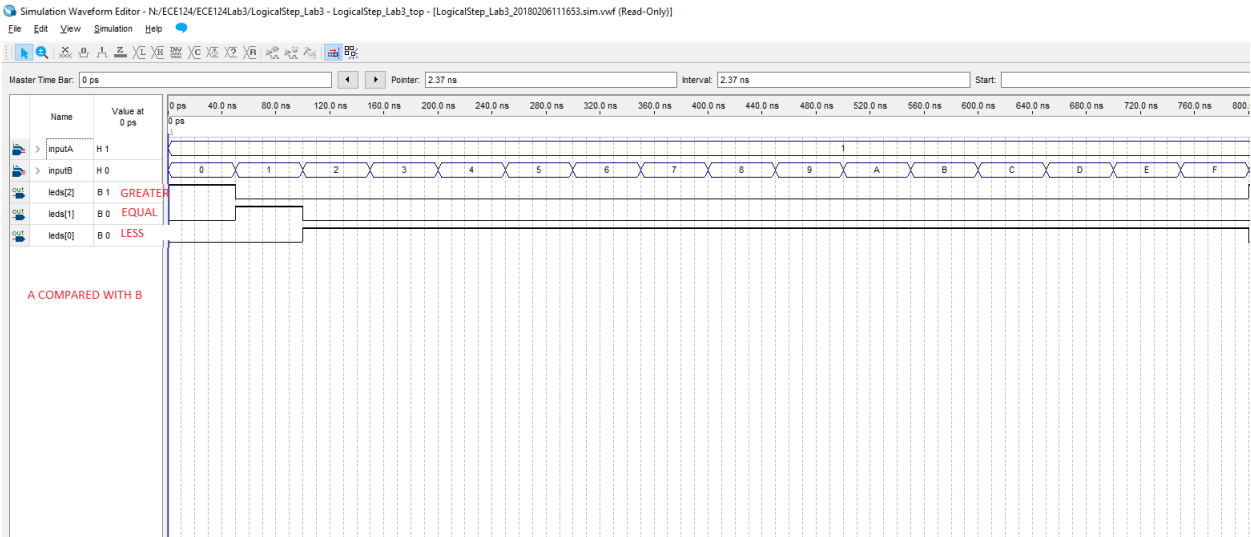 Simulation Waveform Editor - N:/ECE124/ECE124Lab3/LogicalStep_Lab3 - LogicalStep_Lab3_top - [LogicalStep_Lab3_20180206111653.sim.vwf (Read-Only)]
File Edit View Simulation Help
Master Time Bar: 0 ps Pointer: 2.37 ns Interval: 2.37 ns Start:
Name Value at 0 ps
0 ps 40.0 ns 80.0 ns 120.0 ns 160.0 ns 200.0 ns 240.0 ns 280.0 ns 320.0 ns 360.0 ns 400.0 ns 440.0 ns 480.0 ns 520.0 ns 560.0 ns 600.0 ns 640.0 ns 680.0 ns 720.0 ns 760.0 ns 800.
0 ps
inputA H 1 1
inputB H 0 0 1 2 3 4 5 6 7 8 9 A B C D E F
leds[2] B 1 GREATER
leds[1] B 0 EQUAL
leds[0] B 0 LESS
A COMPARED WITH B